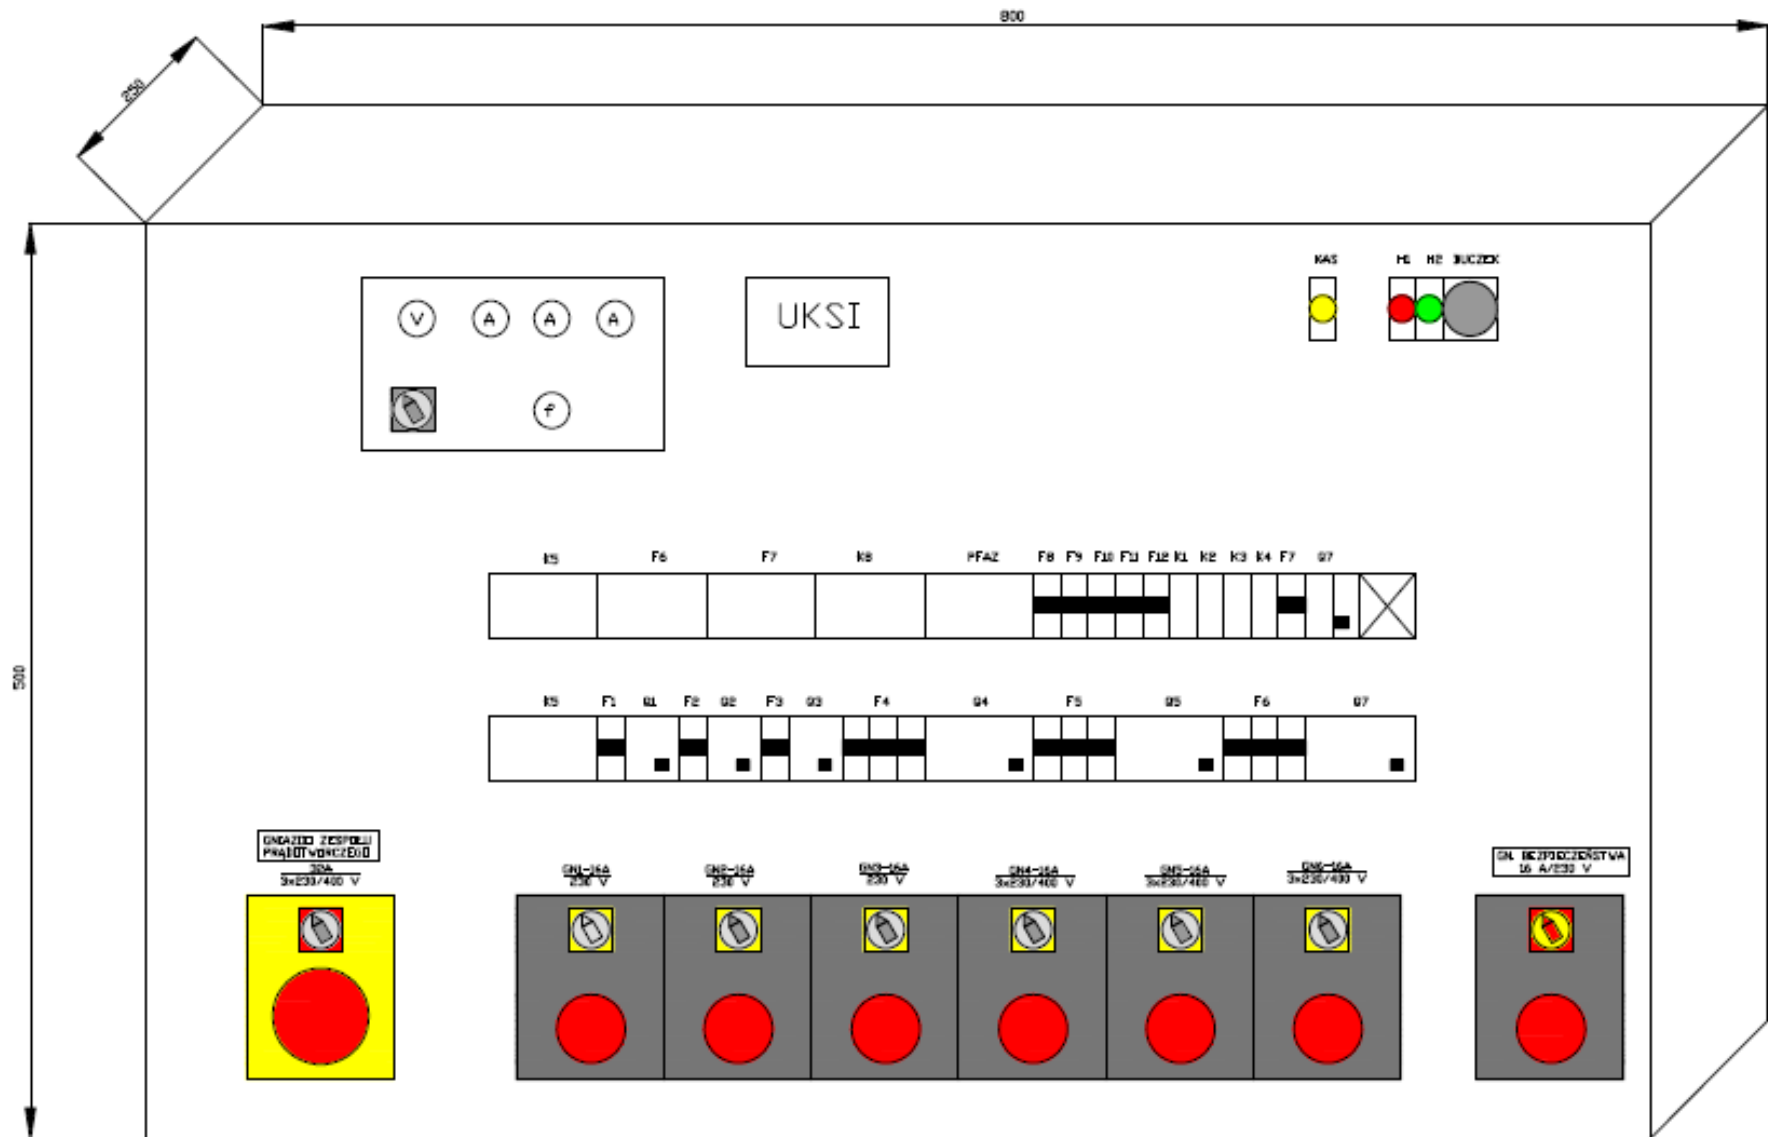 800
250
KAS H1 H2 BUCZEK
V A A A
UKSI
f
K5 F6 F7 K8 PFAZ F8 F9 F10 F11 F12 K1 K2 K3 K4 F7 Q7
500
K5 F1 Q1 F2 Q2 F3 Q3 F4 Q4 F5 Q5 F6 Q7
GNIAZDO ZESPOŁU
PRĄDOTWÓRCZEGO
32A
3x230/400 V
GN1-16A
230 V
GN2-16A
230 V
GN3-16A
230 V
GN4-16A
3x230/400 V
GN5-16A
3x230/400 V
GN6-16A
3x230/400 V
GN. BEZPIECZEŃSTWA
16 A/230 V